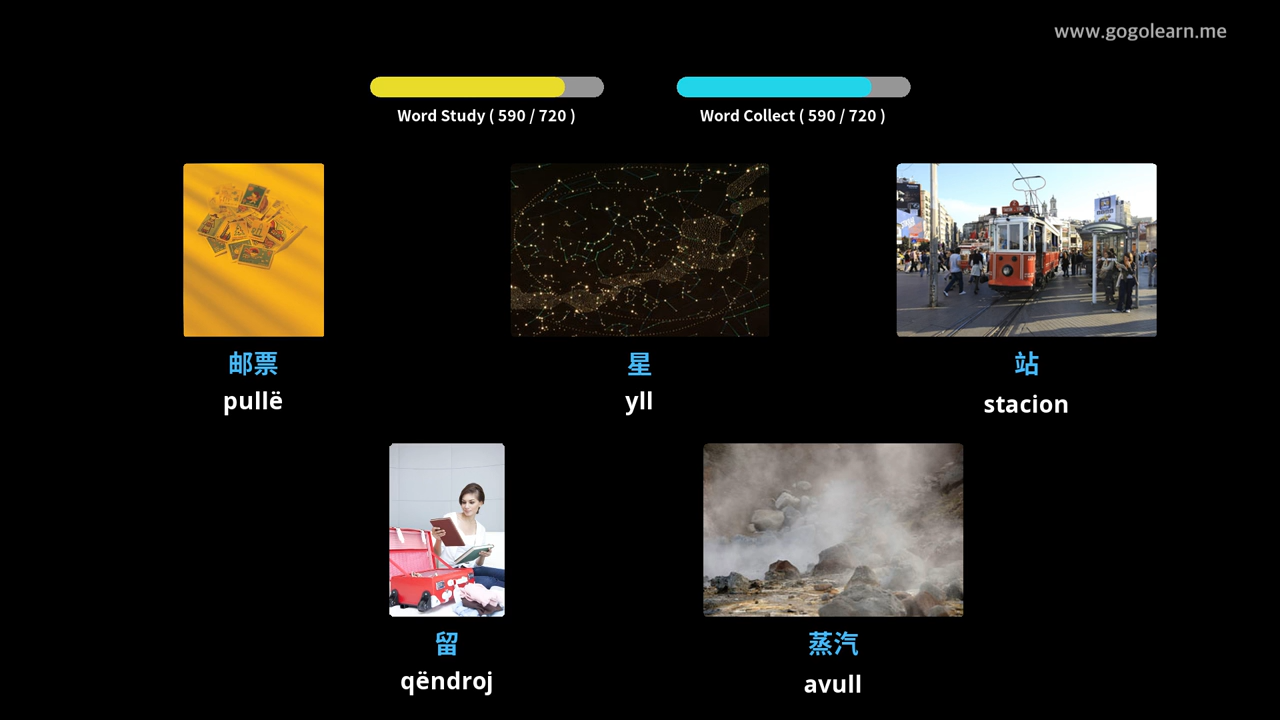 www.gogolearn.me
Word Study ( 590 / 720 )
Word Collect ( 590 / 720 )
邮票
pullë
星
yll
站
stacion
留
qëndroj
蒸汽
avull